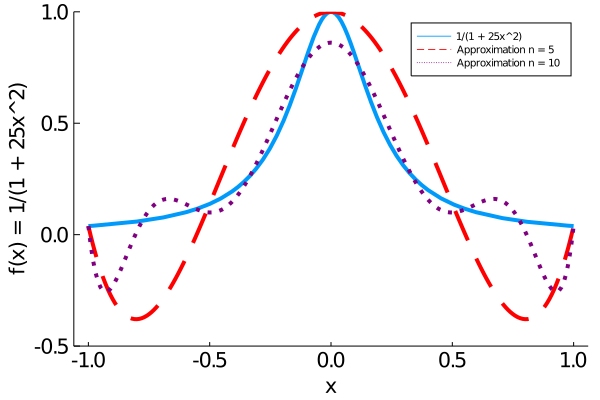 1.0
0.5
0.0
-0.5
f(x) = 1/(1 + 25x^2)
1/(1 + 25x^2)
Approximation n = 5
Approximation n = 10
-1.0 -0.5 0.0 0.5 1.0
x